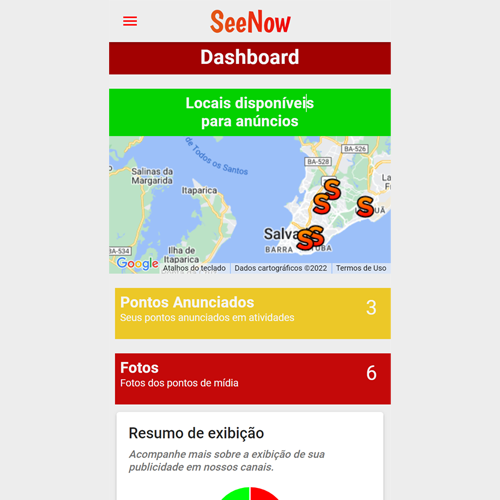 SeeNow
Dashboard
Locais disponíveis
para anúncios
de Todos os Santos
BA-526
BA-528
Salinas da
Margarida
Itaparica
BA-099
Salva
BARRA
BA-534
Ilha de
Itaparica
Google
Atalhos do teclado
Dados cartográficos ©2022
Termos de Uso
Pontos Anunciados
3
Seus pontos anunciados em atividades
Fotos
6
Fotos dos pontos de mídia
Resumo de exibição
Acompanhe mais sobre a exibição de sua
publicidade em nossos canais.